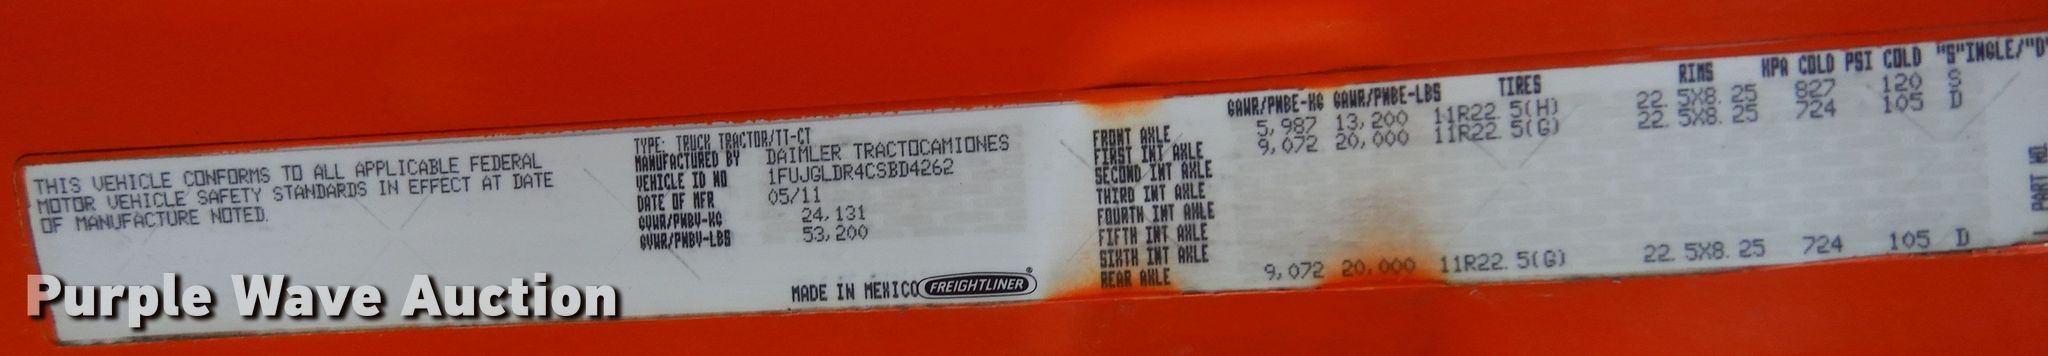 THIS VEHICLE CONFORMS TO ALL APPLICABLE FEDERAL
MOTOR VEHICLE SAFETY STANDARDS IN EFFECT AT DATE
OF MANUFACTURE NOTED.
TYPE: TRUCK TRACTOR/TT-CT
MANUFACTURED BY DAIMLER TRACTOCAMIONES
VEHICLE ID NO 1FUJGLDR4CSBD4262
DATE OF MFR 05/11
GVWR/PMBV-KG 24,131
GVWR/PMBV-LBS 53,200
MADE IN MEXICO FREIGHTLINER
GAWR/PNBE-KG GAWR/PNBE-LBS TIRES RIMS KPA COLD PSI COLD "S"INGLE/"D"
FRONT AXLE 5,987 13,200 11R22.5(H) 22.5X8.25 827 120 S
FIRST INT AXLE 9,072 20,000 11R22.5(G) 22.5X8.25 724 105 D
SECOND INT AXLE
THIRD INT AXLE
FOURTH INT AXLE
FIFTH INT AXLE
SIXTH INT AXLE
REAR AXLE 9,072 20,000 11R22.5(G) 22.5X8.25 724 105 D
PART NO.
Purple Wave Auction